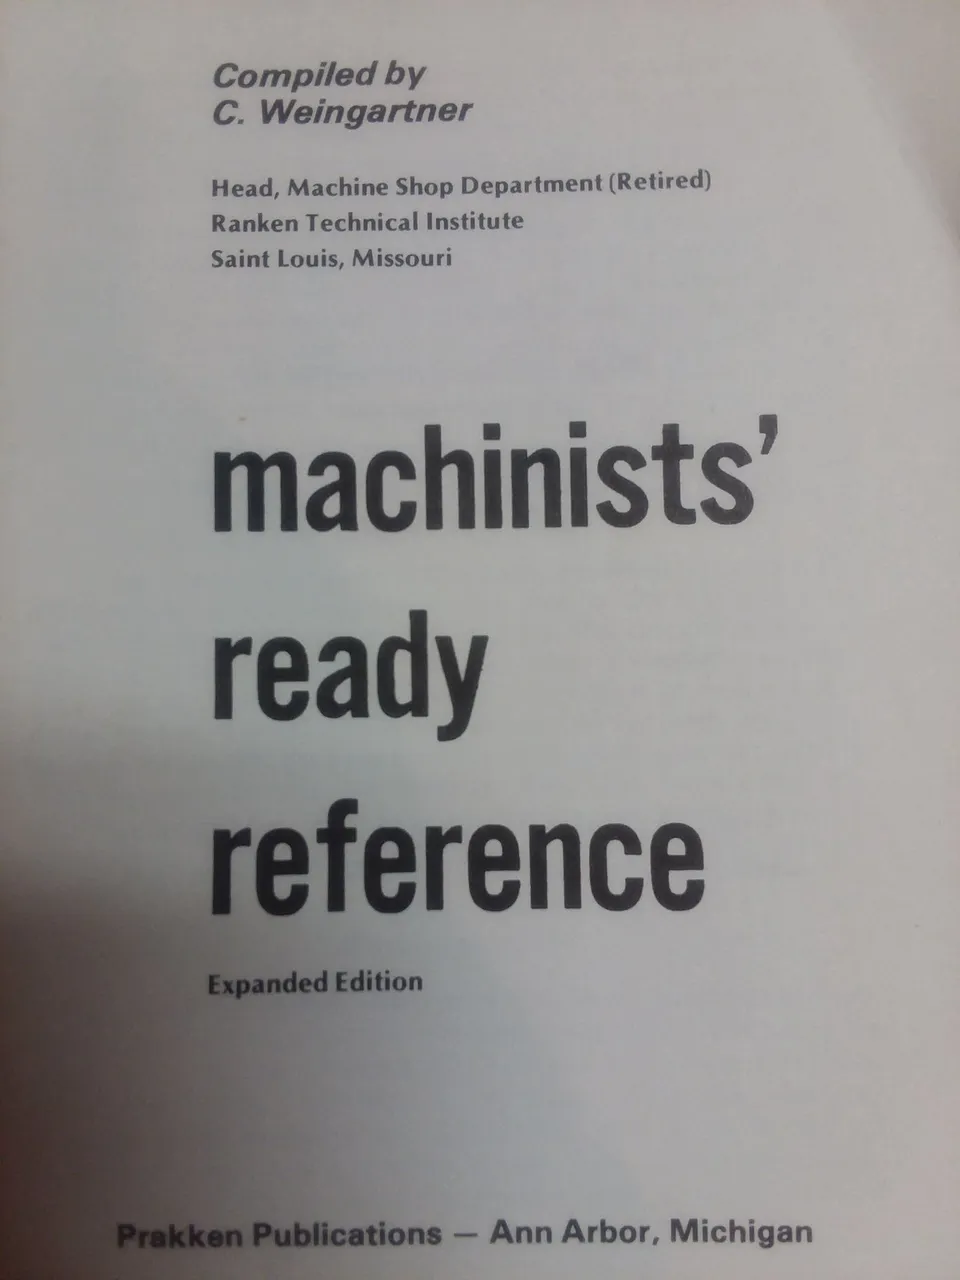 Compiled by
C. Weingartner
Head, Machine Shop Department (Retired)
Ranken Technical Institute
Saint Louis, Missouri
machinists’
ready
reference
Expanded Edition
Prakken Publications — Ann Arbor, Michigan